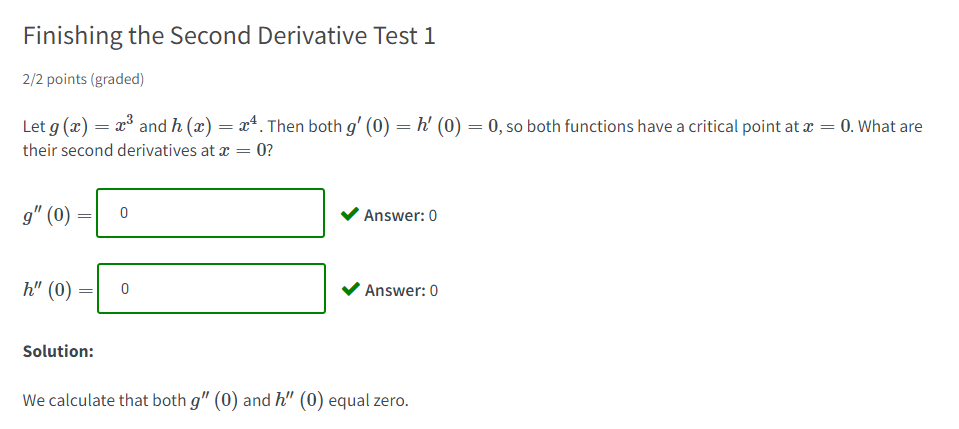 Finishing the Second Derivative Test 1
2/2 points (graded)
Let g (x) = x³ and h (x) = x⁴. Then both g′ (0) = h′ (0) = 0, so both functions have a critical point at x = 0. What are
their second derivatives at x = 0?
g″ (0) = 0 ✔ Answer: 0
h″ (0) = 0 ✔ Answer: 0
Solution:
We calculate that both g″ (0) and h″ (0) equal zero.